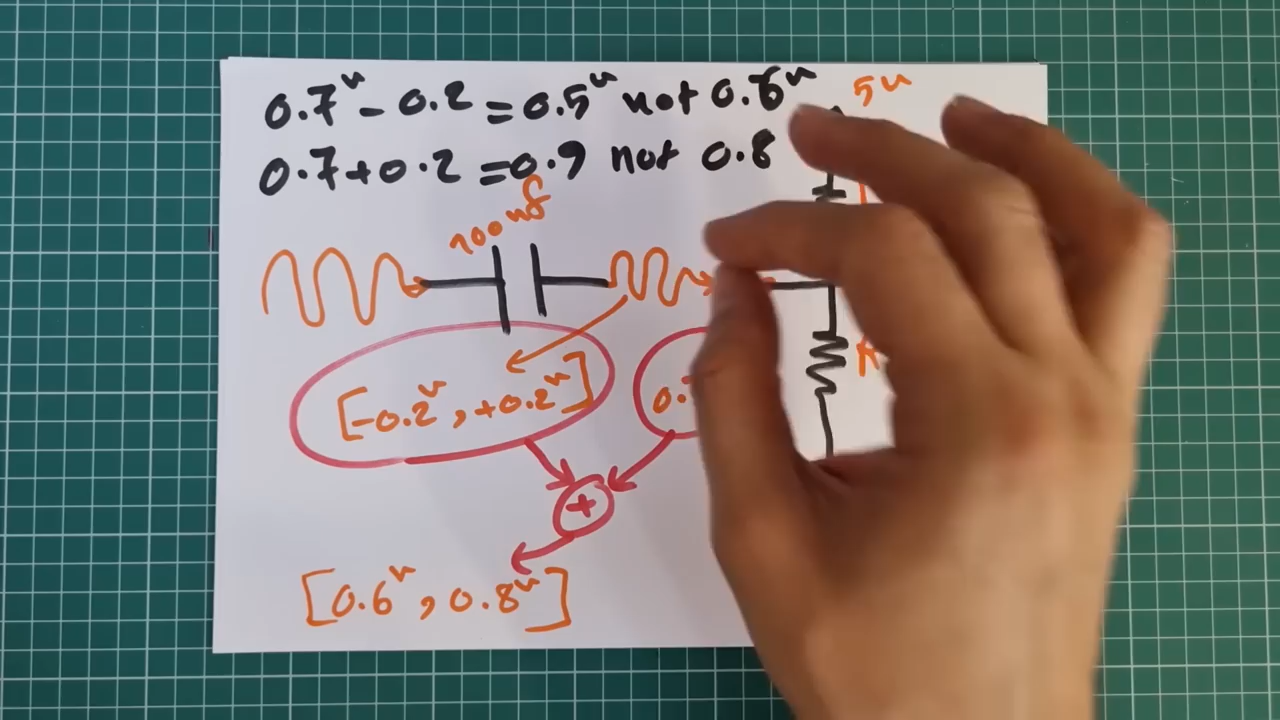 0.7v - 0.2 = 0.5v not 0.6v
5v
0.7 + 0.2 = 0.9 not 0.8
100nf
[-0.2v, +0.2v]
0.
+
[0.6v, 0.8v]